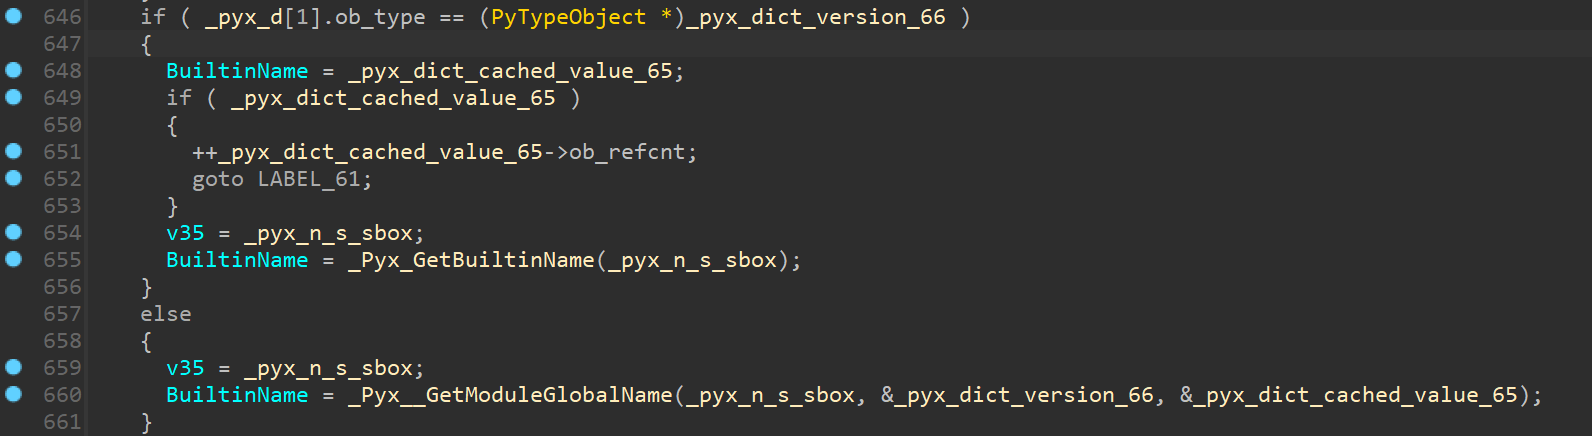 646 if ( _pyx_d[1].ob_type == (PyTypeObject *)_pyx_dict_version_66 )
647 {
648 BuiltinName = _pyx_dict_cached_value_65;
649 if ( _pyx_dict_cached_value_65 )
650 {
651 ++_pyx_dict_cached_value_65->ob_refcnt;
652 goto LABEL_61;
653 }
654 v35 = _pyx_n_s_sbox;
655 BuiltinName = _Pyx_GetBuiltinName(_pyx_n_s_sbox);
656 }
657 else
658 {
659 v35 = _pyx_n_s_sbox;
660 BuiltinName = _Pyx__GetModuleGlobalName(_pyx_n_s_sbox, &_pyx_dict_version_66, &_pyx_dict_cached_value_65);
661 }